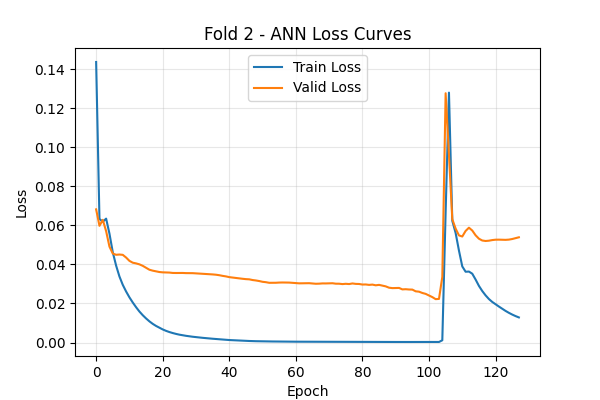 Fold 2 - ANN Loss Curves
Train Loss
Valid Loss
Loss
0.14
0.12
0.10
0.08
0.06
0.04
0.02
0.00
0 20 40 60 80 100 120
Epoch